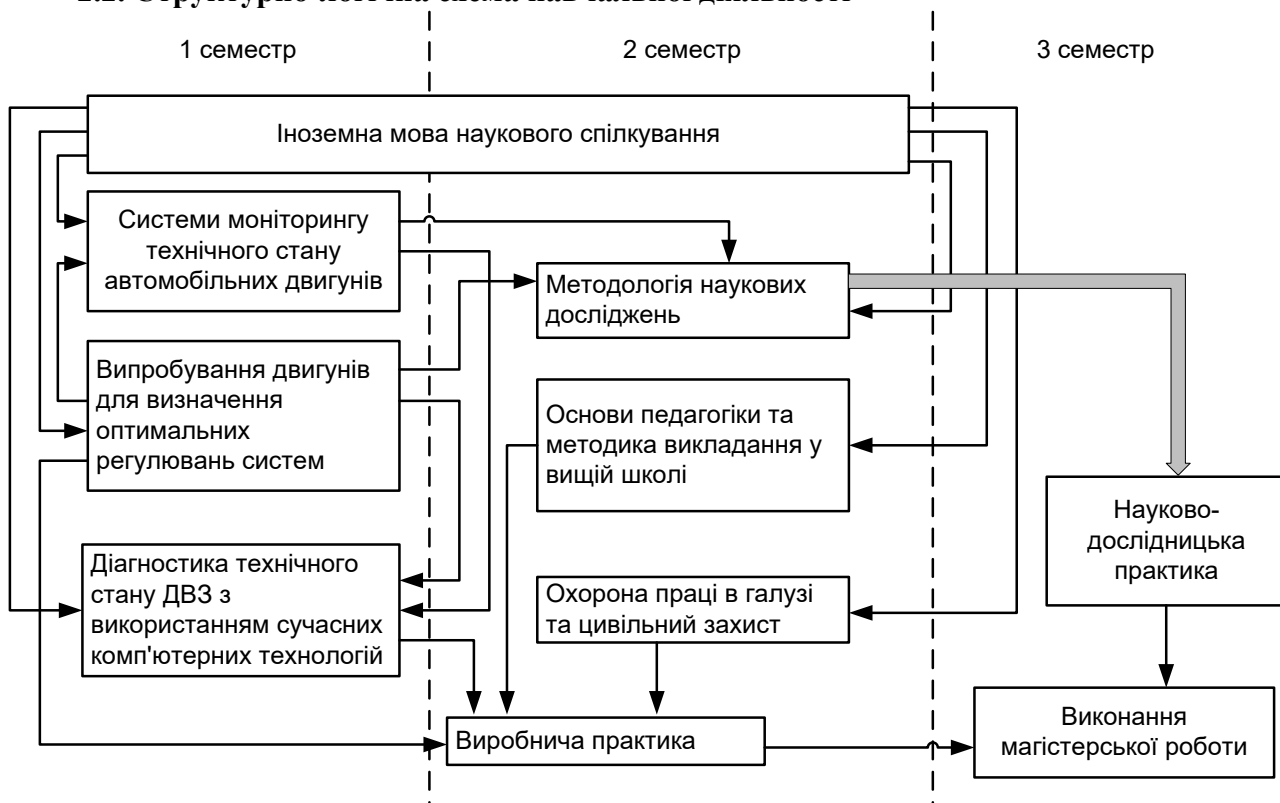 1 семестр
2 семестр
3 семестр
Іноземна мова наукового спілкування
Системи моніторингу
технічного стану
автомобільних двигунів
Методологія наукових
досліджень
Випробування двигунів
для визначення
оптимальних
регулювань систем
Основи педагогіки та
методика викладання у
вищій школі
Науково-
дослідницька
практика
Діагностика технічного
стану ДВЗ з
використанням сучасних
комп'ютерних технологій
Охорона праці в галузі
та цивільний захист
Виробнича практика
Виконання
магістерської роботи